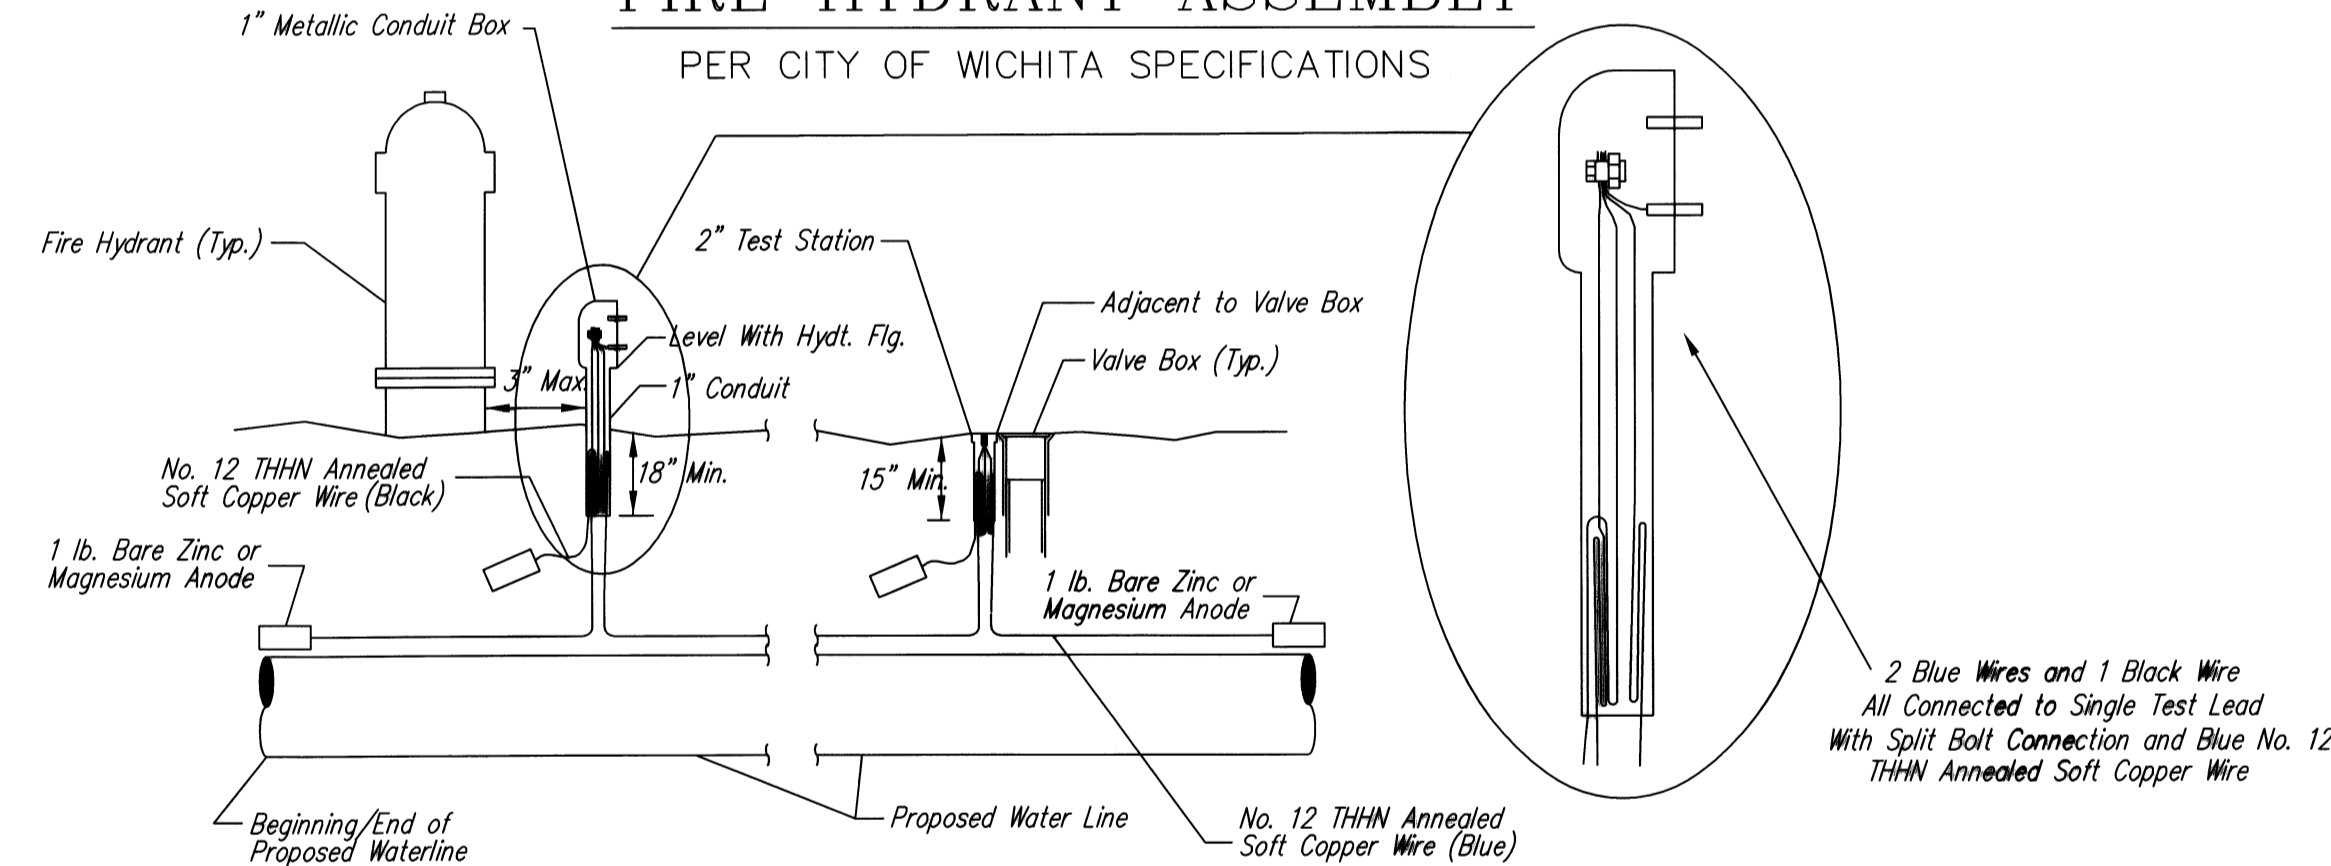 FIRE HYDRANT ASSEMBLY
PER CITY OF WICHITA SPECIFICATIONS
1" Metallic Conduit Box
Fire Hydrant (Typ.)
2" Test Station
Adjacent to Valve Box
Level With Hydt. Flg.
Valve Box (Typ.)
3" Max.
1" Conduit
No. 12 THHN Annealed
Soft Copper Wire (Black)
18" Min.
15" Min.
1 lb. Bare Zinc or
Magnesium Anode
1 lb. Bare Zinc or
Magnesium Anode
2 Blue Wires and 1 Black Wire
All Connected to Single Test Lead
With Split Bolt Connection and Blue No. 12
THHN Annealed Soft Copper Wire
Beginning/End of
Proposed Waterline
Proposed Water Line
No. 12 THHN Annealed
Soft Copper Wire (Blue)